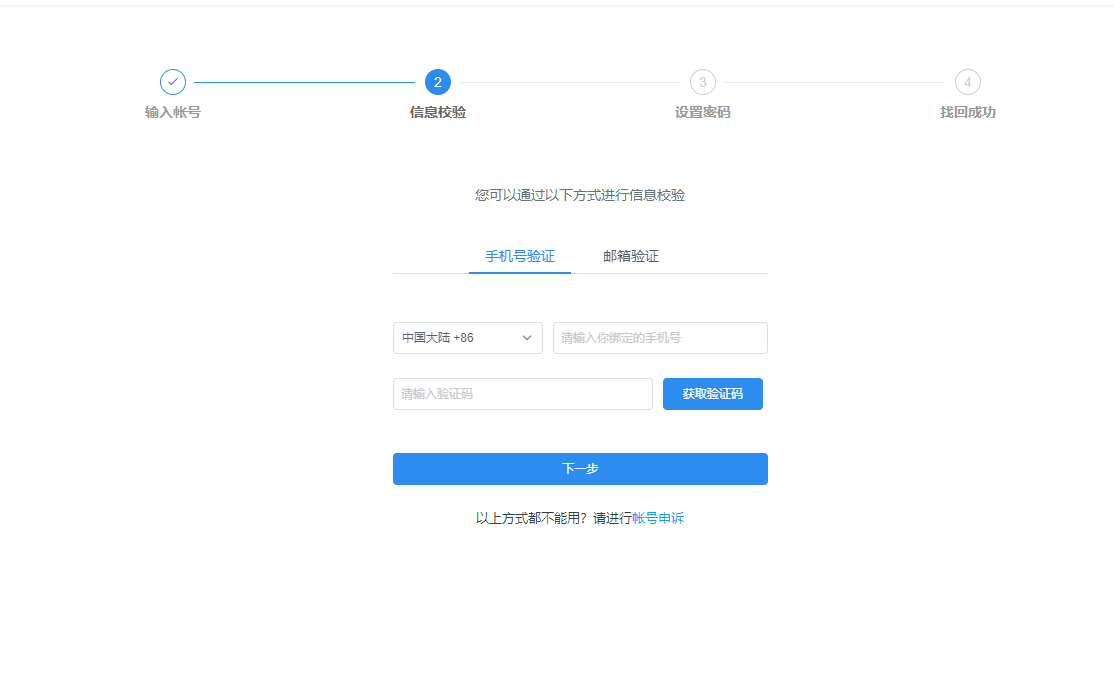 2 3 4
输入帐号 信息校验 设置密码 找回成功
您可以通过以下方式进行信息校验
手机号验证 邮箱验证
中国大陆 +86 请输入你绑定的手机号
请输入验证码 获取验证码
下一步
以上方式都不能用？请进行帐号申诉